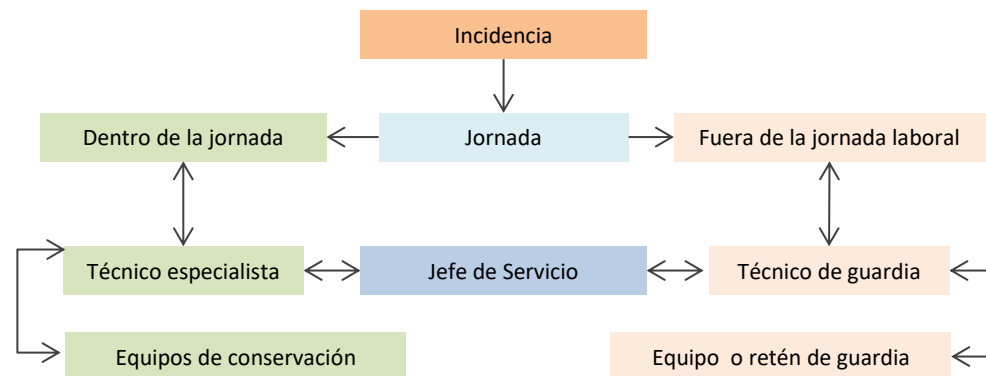 Incidencia
Dentro de la jornada
Jornada
Fuera de la jornada laboral
Técnico especialista
Jefe de Servicio
Técnico de guardia
Equipos de conservación
Equipo o retén de guardia